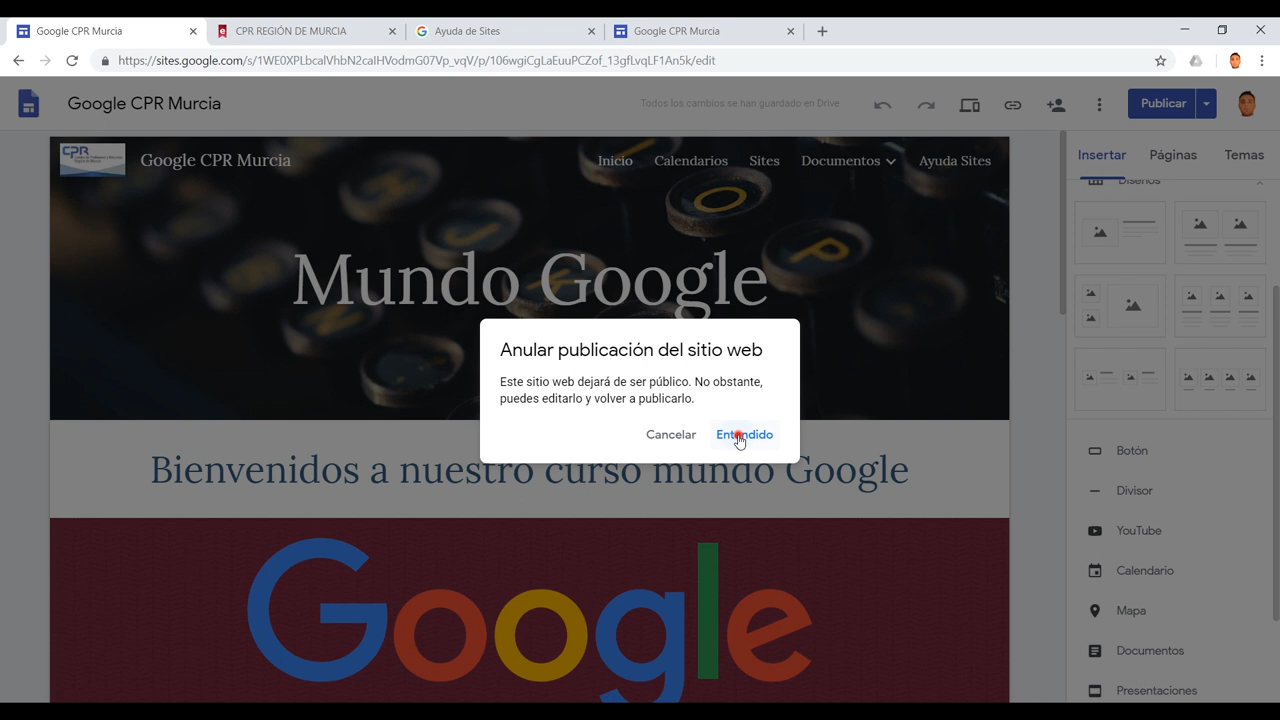 Google CPR Murcia
CPR REGIÓN DE MURCIA
Ayuda de Sites
Google CPR Murcia
https://sites.google.com/s/1WE0XPLbcalVhbN2caIHVodmG07Vp_vqV/p/106wgiCgLaEuuPCZof_13gfLvqLF1An5k/edit
Google CPR Murcia
Todos los cambios se han guardado en Drive
Publicar
CPR
Google CPR Murcia
Inicio
Calendarios
Sites
Documentos
Ayuda Sites
Insertar
Páginas
Temas
Diseños
Mundo Google
Anular publicación del sitio web
Este sitio web dejará de ser público. No obstante,
puedes editarlo y volver a publicarlo.
Cancelar
Entendido
Bienvenidos a nuestro curso mundo Google
Google
Botón
Divisor
YouTube
Calendario
Mapa
Documentos
Presentaciones